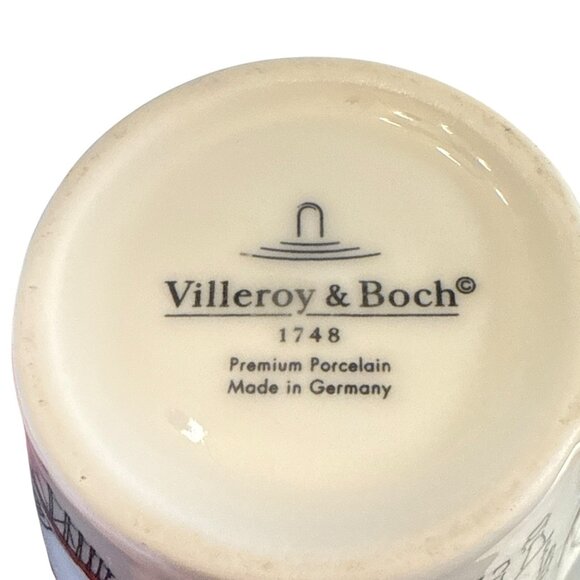 Villeroy & Boch©
1748
Premium Porcelain
Made in Germany